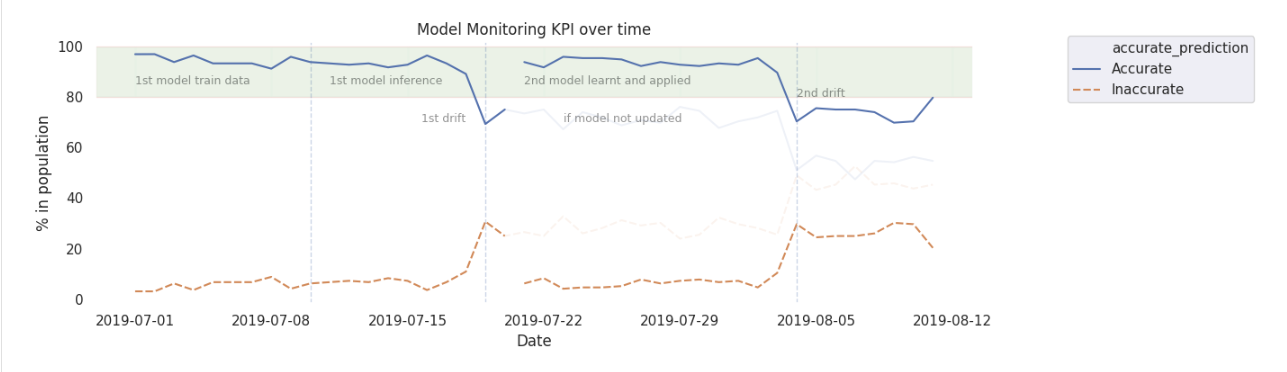 Model Monitoring KPI over time
% in population
100
80
60
40
20
0
1st model train data
1st model inference
2nd model learnt and applied
2nd drift
1st drift
if model not updated
2019-07-01
2019-07-08
2019-07-15
2019-07-22
2019-07-29
2019-08-05
2019-08-12
Date
accurate_prediction
Accurate
Inaccurate